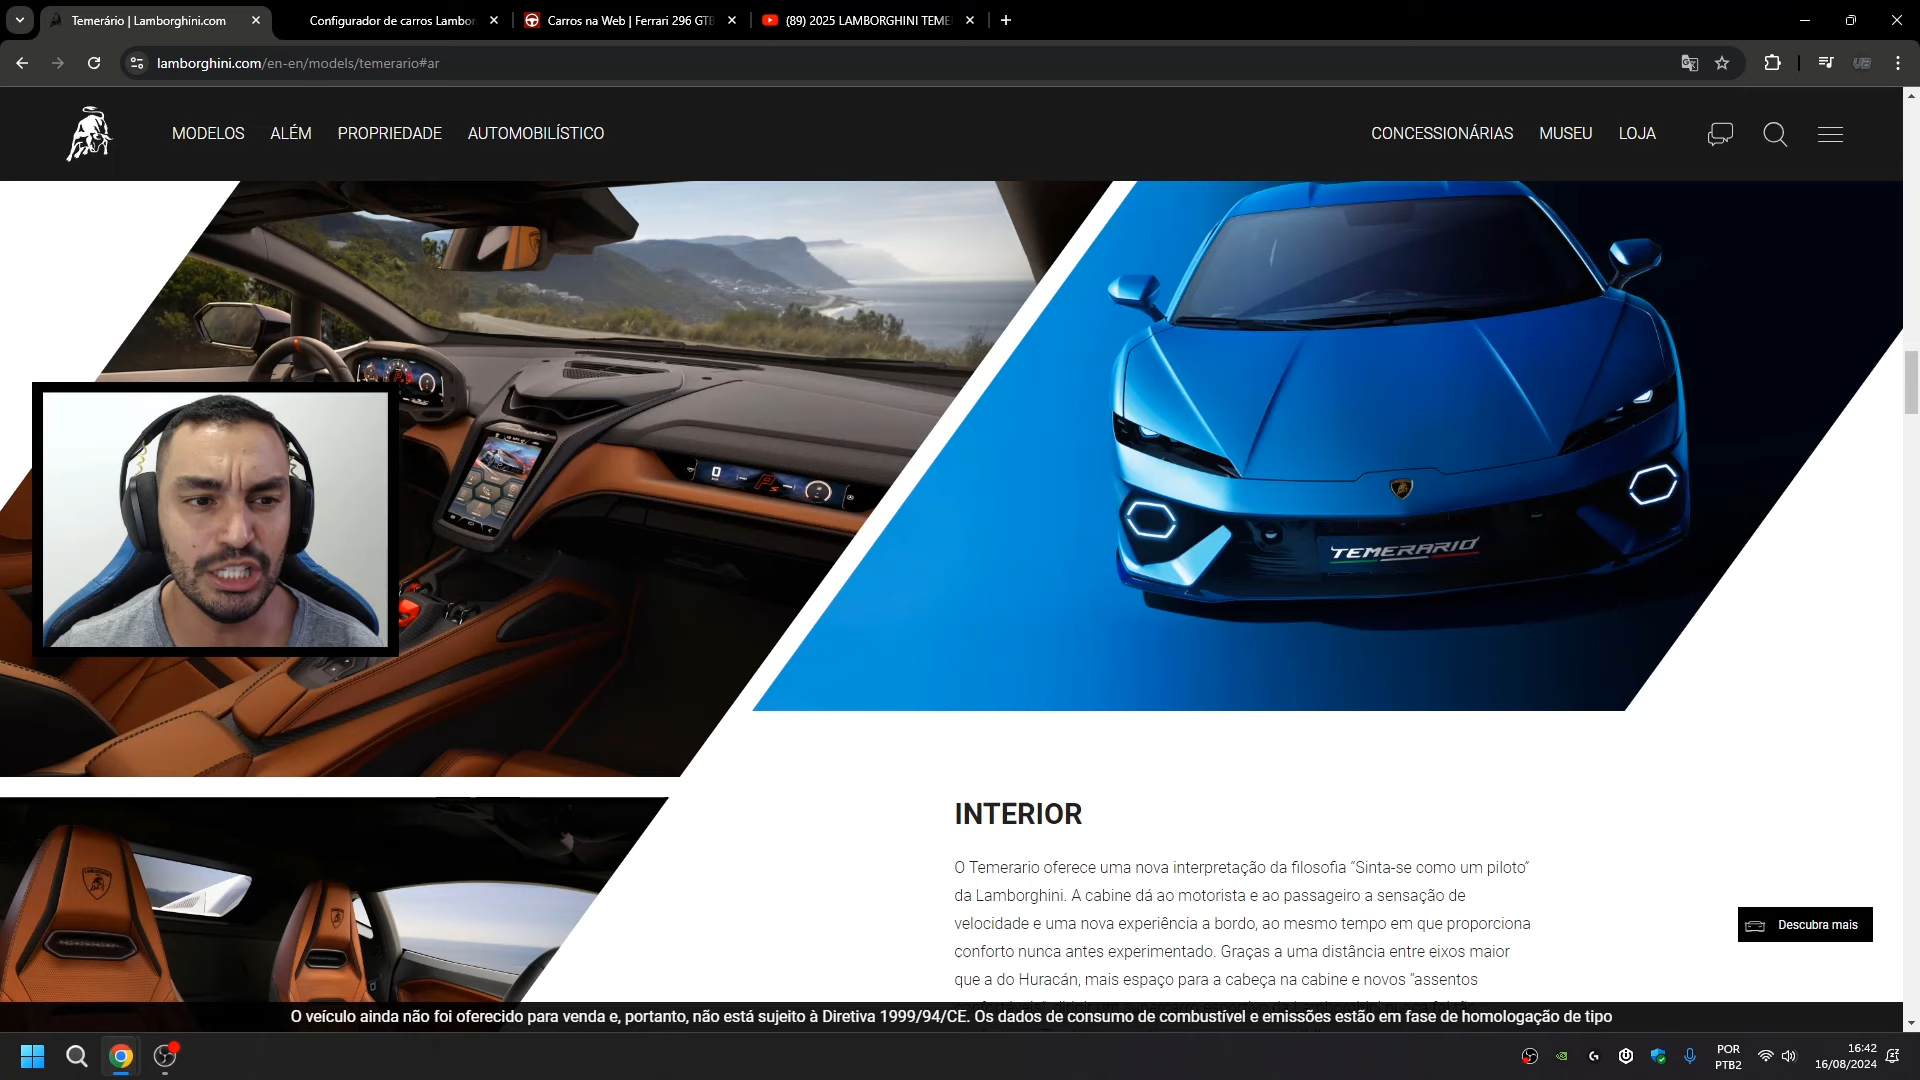 Temerário | Lamborghini.com
Configurador de carros Lambor
Carros na Web | Ferrari 296 GTB
(89) 2025 LAMBORGHINI TEME
lamborghini.com/en-en/models/temerario#ar
MODELOS ALÉM PROPRIEDADE AUTOMOBILÍSTICO
CONCESSIONÁRIAS MUSEU LOJA
TEMERARIO
INTERIOR
O Temerario oferece uma nova interpretação da filosofia “Sinta-se como um piloto”
da Lamborghini. A cabine dá ao motorista e ao passageiro a sensação de
velocidade e uma nova experiência a bordo, ao mesmo tempo em que proporciona
conforto nunca antes experimentado. Graças a uma distância entre eixos maior
que a do Huracán, mais espaço para a cabeça na cabine e novos “assentos
Descubra mais
O veículo ainda não foi oferecido para venda e, portanto, não está sujeito à Diretiva 1999/94/CE. Os dados de consumo de combustível e emissões estão em fase de homologação de tipo
POR
PTB2
16:42
16/08/2024